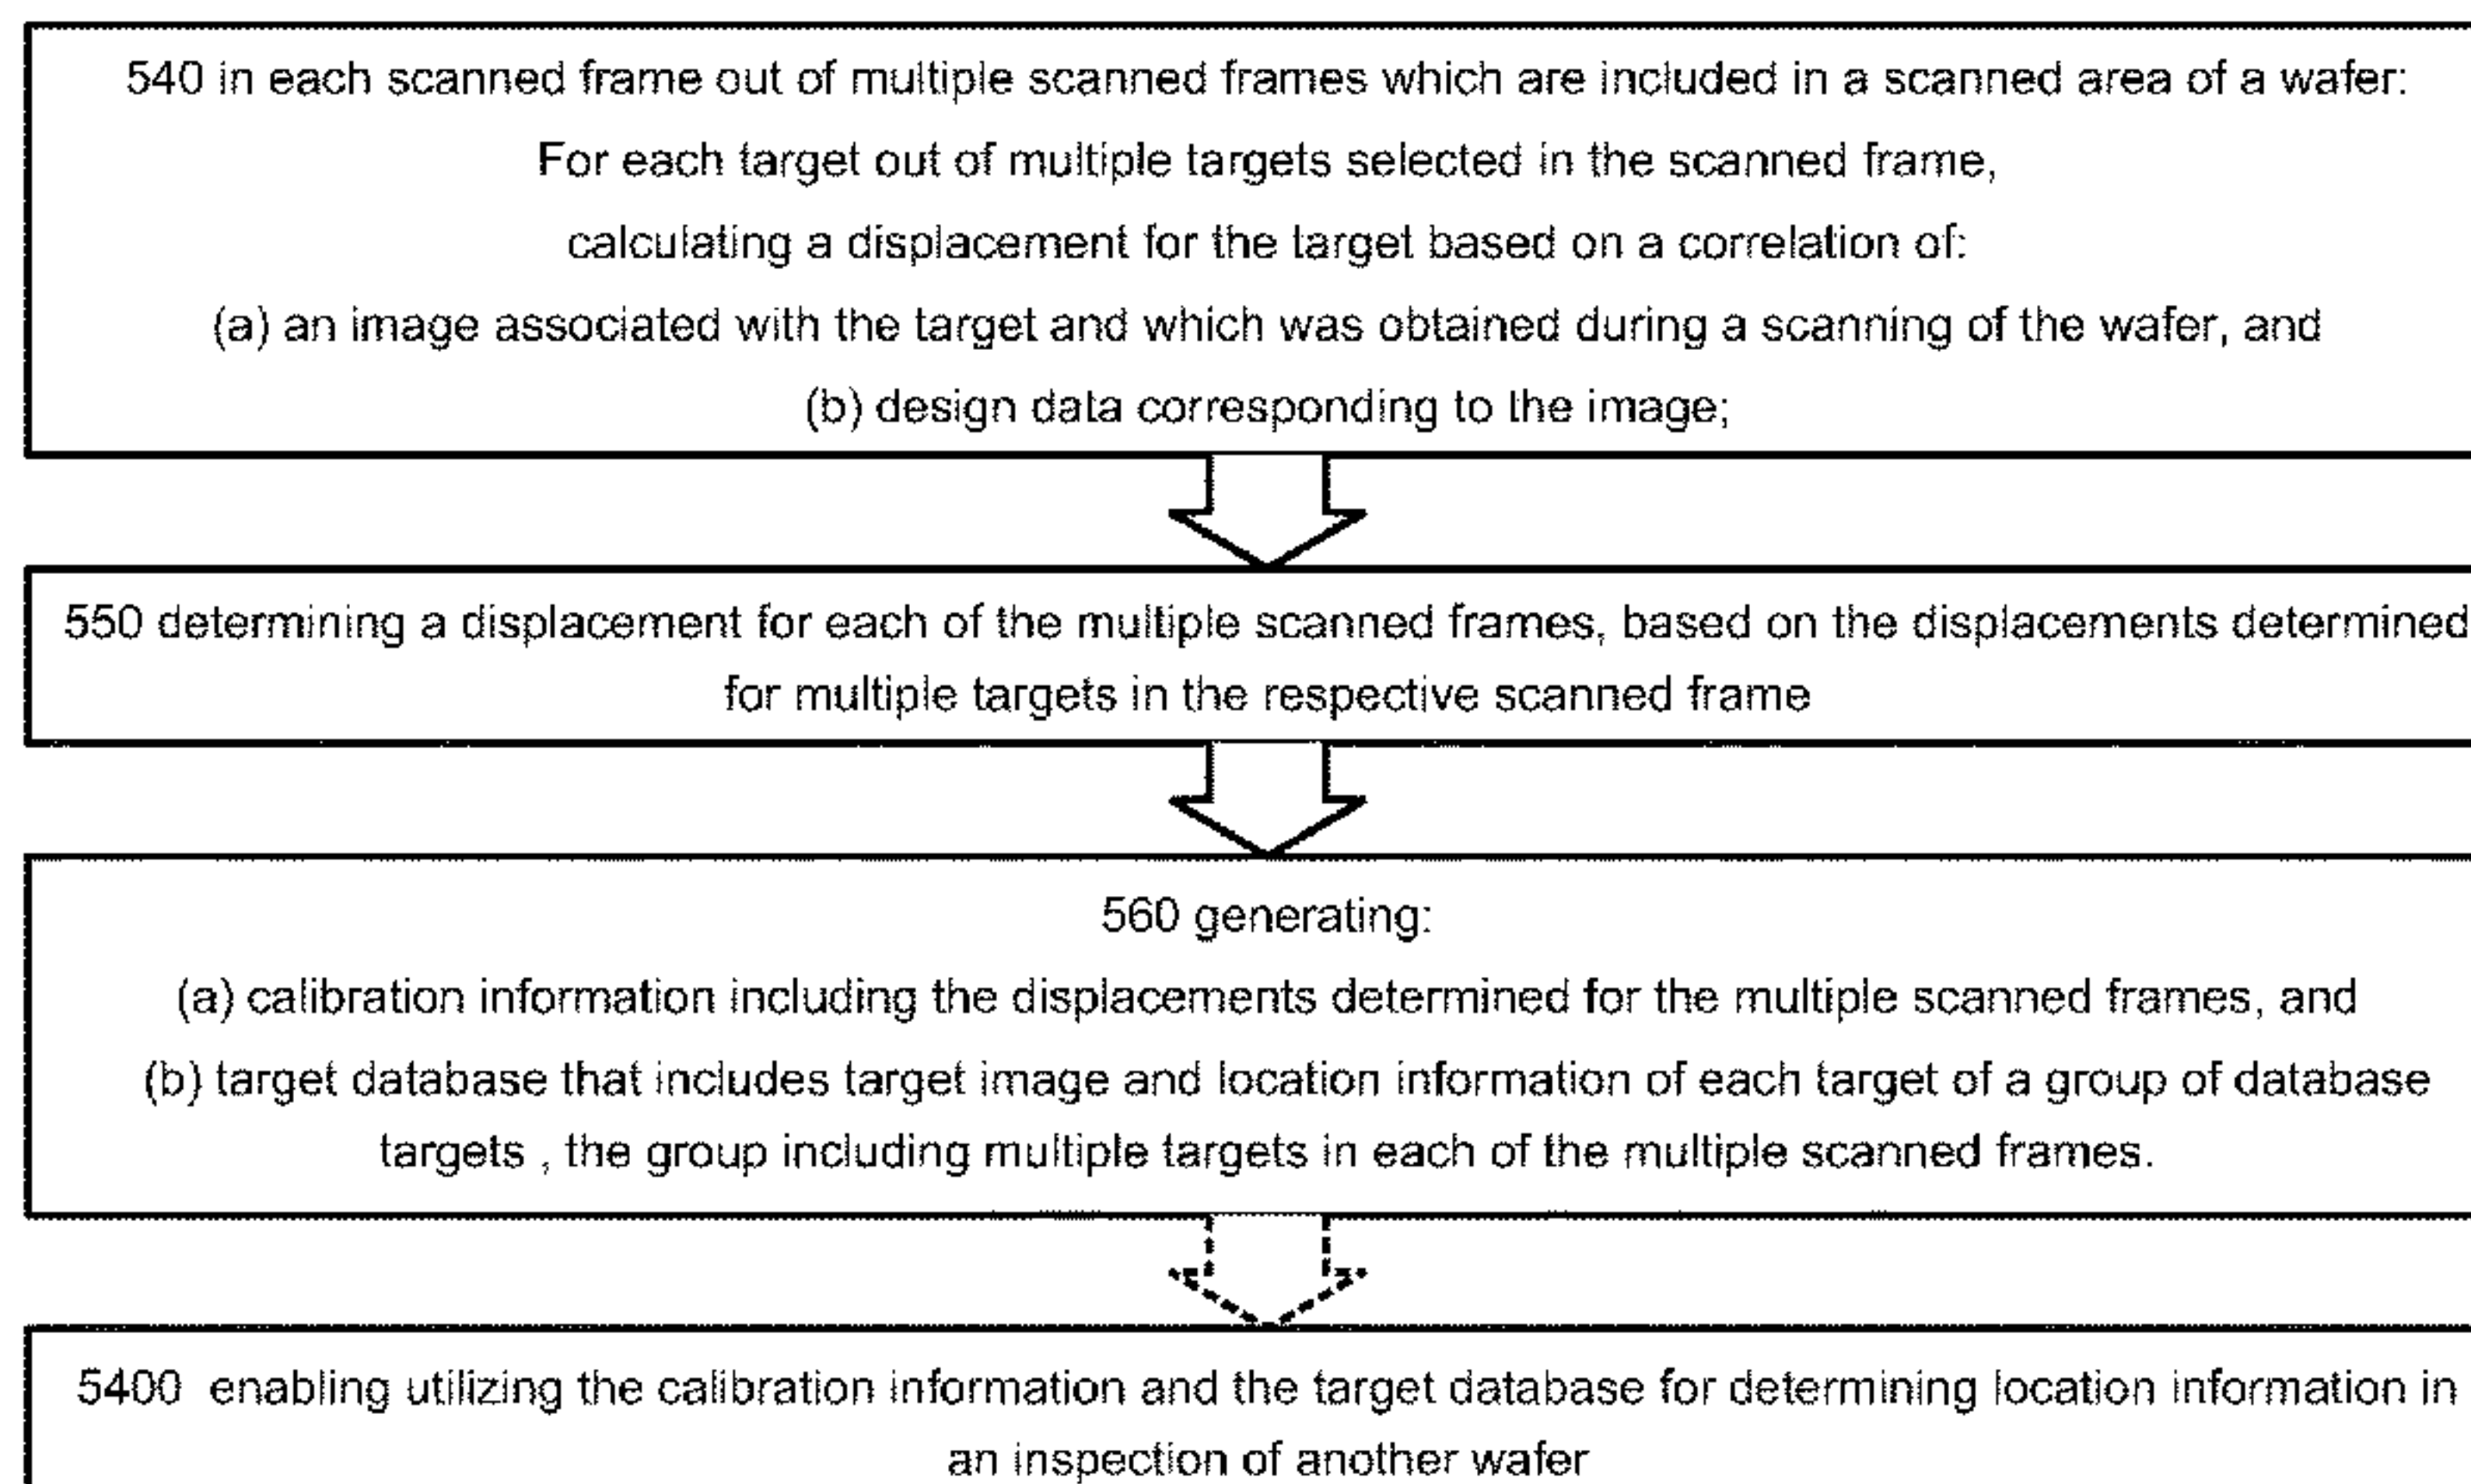 540 in each scanned frame out of multiple scanned frames which are included in a scanned area of a wafer:
For each target out of multiple targets selected in the scanned frame,
calculating a displacement for the target based on a correlation of:
(a) an image associated with the target and which was obtained during a scanning of the wafer, and
(b) design data corresponding to the image;
550 determining a displacement for each of the multiple scanned frames, based on the displacements determined
for multiple targets in the respective scanned frame
560 generating:
(a) calibration information including the displacements determined for the multiple scanned frames, and
(b) target database that includes target image and location information of each target of a group of database
targets , the group including multiple targets in each of the multiple scanned frames.
5400 enabling utilizing the calibration information and the target database for determining location information in
an inspection of another wafer